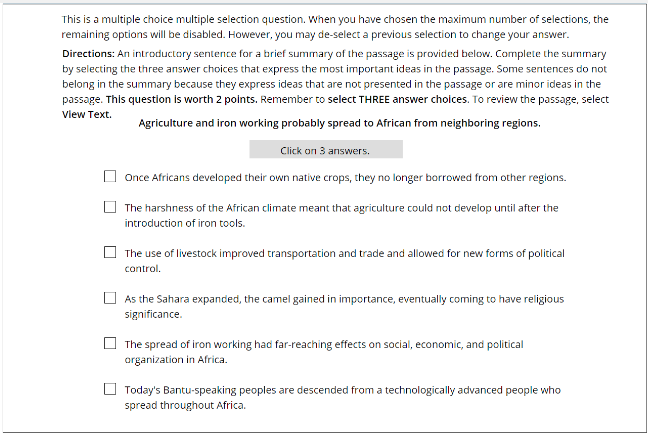 This is a multiple choice multiple selection question. When you have chosen the maximum number of selections, the
remaining options will be disabled. However, you may de-select a previous selection to change your answer.
Directions: An introductory sentence for a brief summary of the passage is provided below. Complete the summary
by selecting the three answer choices that express the most important ideas in the passage. Some sentences do not
belong in the summary because they express ideas that are not presented in the passage or are minor ideas in the
passage. This question is worth 2 points. Remember to select THREE answer choices. To review the passage, select
View Text.
Agriculture and iron working probably spread to African from neighboring regions.
Click on 3 answers.
Once Africans developed their own native crops, they no longer borrowed from other regions.
The harshness of the African climate meant that agriculture could not develop until after the
introduction of iron tools.
The use of livestock improved transportation and trade and allowed for new forms of political
control.
As the Sahara expanded, the camel gained in importance, eventually coming to have religious
significance.
The spread of iron working had far-reaching effects on social, economic, and political
organization in Africa.
Today's Bantu-speaking peoples are descended from a technologically advanced people who
spread throughout Africa.